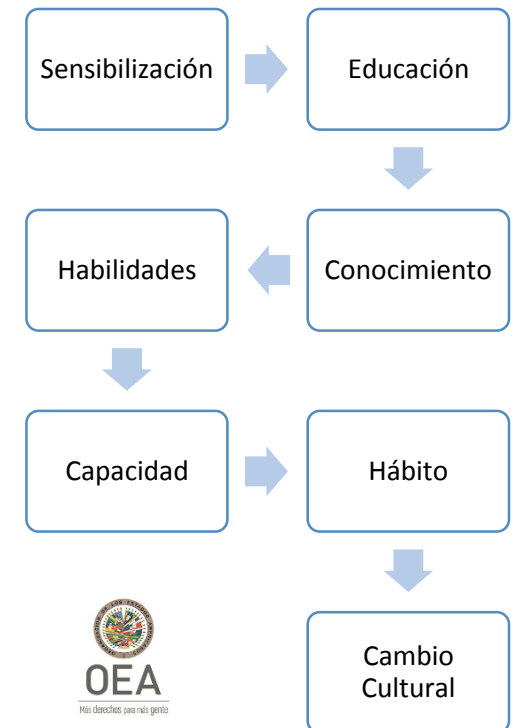 Sensibilización
Educación
Conocimiento
Habilidades
Capacidad
Hábito
Cambio
Cultural
OEA
Más derechos para más gente